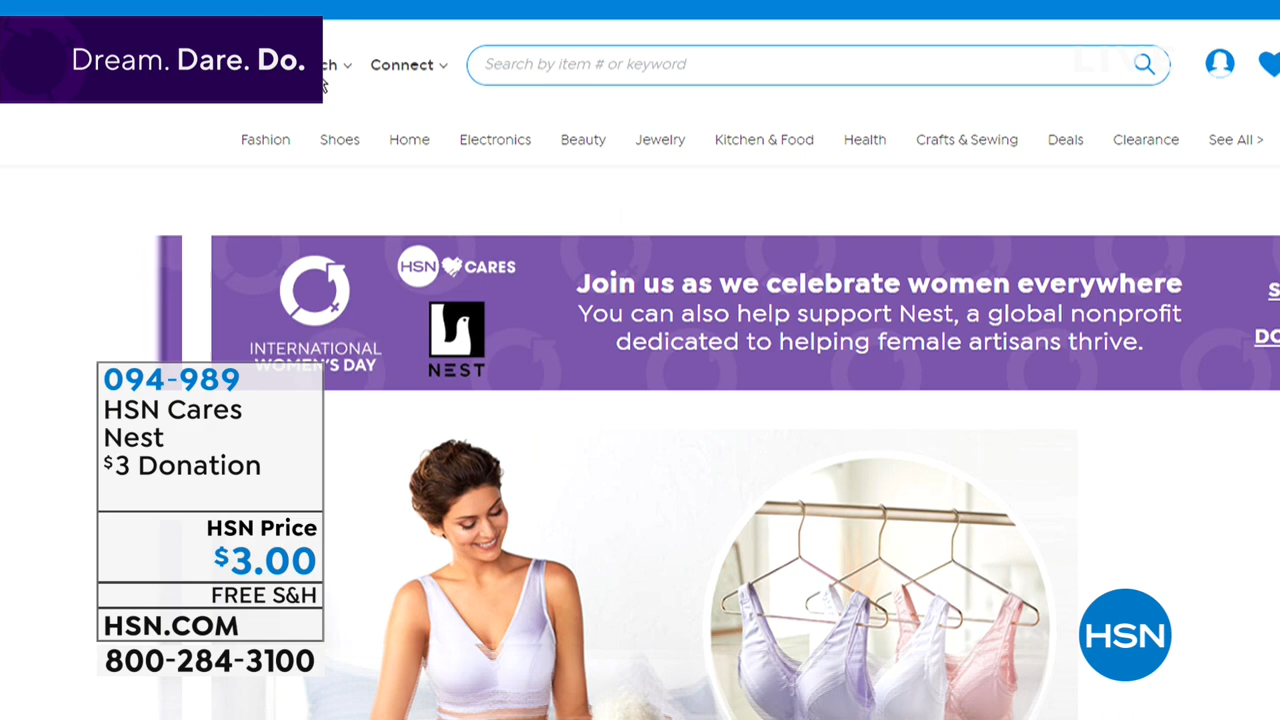 Dream. Dare. Do.
ch
Connect
Search by item # or keyword
LIVE
Fashion
Shoes
Home
Electronics
Beauty
Jewelry
Kitchen & Food
Health
Crafts & Sewing
Deals
Clearance
See All >
HSN CARES
INTERNATIONAL
WOMEN'S DAY
NEST
Join us as we celebrate women everywhere
You can also help support Nest, a global nonprofit
dedicated to helping female artisans thrive.
S
DO
094-989
HSN Cares
Nest
$3 Donation
HSN Price
$3.00
FREE S&H
HSN.COM
800-284-3100
HSN